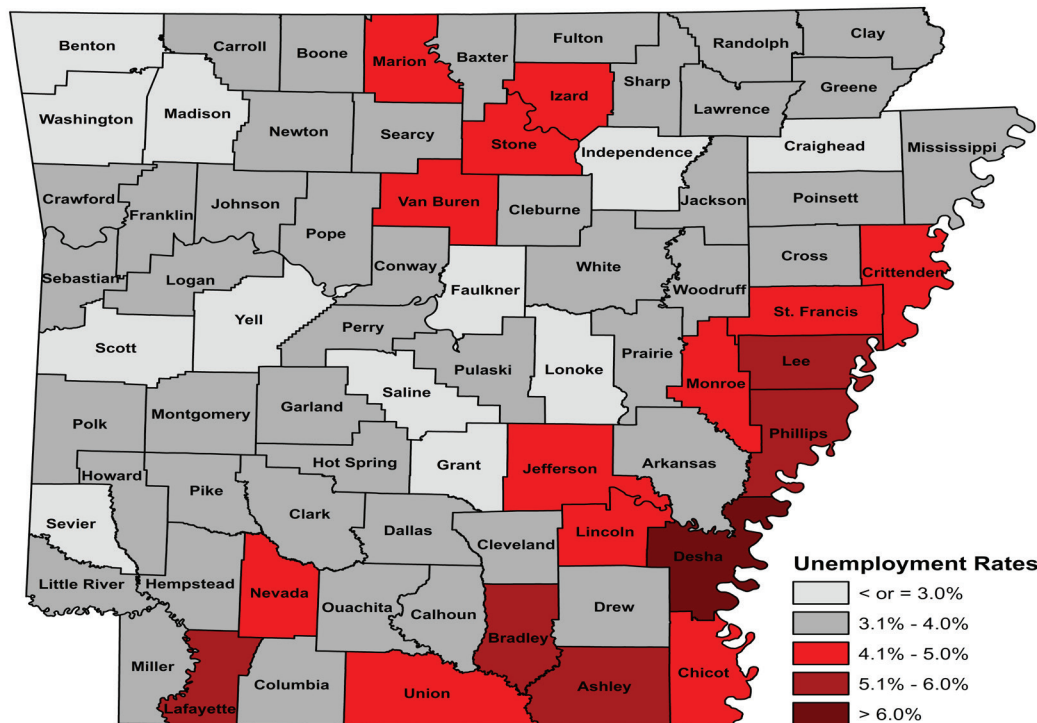 Benton
Carroll
Boone
Marion
Baxter
Fulton
Randolph
Clay
Izard
Sharp
Greene
Washington
Madison
Newton
Searcy
Stone
Lawrence
Independence
Craighead
Mississippi
Crawford
Franklin
Johnson
Pope
Van Buren
Cleburne
Jackson
Poinsett
Sebastian
Logan
Conway
White
Woodruff
Cross
Crittenden
Faulkner
Yell
Perry
St. Francis
Scott
Pulaski
Lonoke
Prairie
Lee
Saline
Monroe
Polk
Montgomery
Garland
Phillips
Hot Spring
Grant
Jefferson
Arkansas
Howard
Pike
Clark
Dallas
Sevier
Cleveland
Lincoln
Desha
Little River
Hempstead
Nevada
Ouachita
Calhoun
Bradley
Drew
Miller
Lafayette
Columbia
Union
Ashley
Chicot
Unemployment Rates
< or = 3.0%
3.1% - 4.0%
4.1% - 5.0%
5.1% - 6.0%
> 6.0%